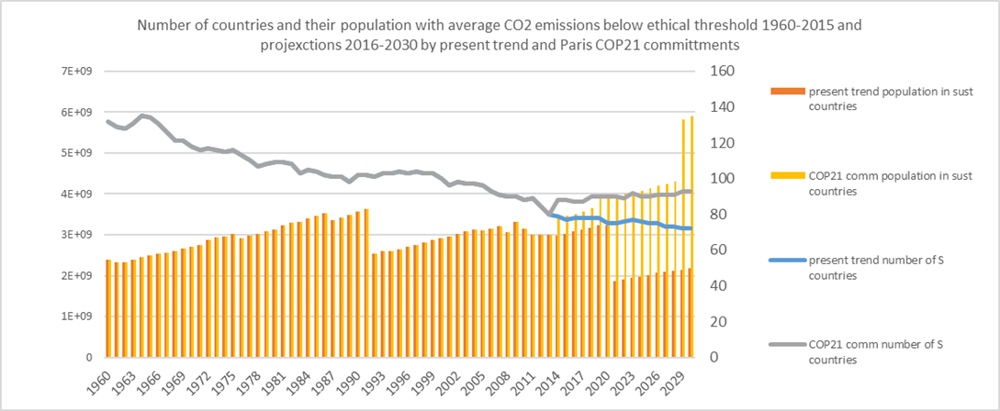 Number of countries and their population with average CO2 emissions below ethical threshold 1960-2015 and
projexctions 2016-2030 by present trend and Paris COP21 committments
7E+09
6E+09
5E+09
4E+09
3E+09
2E+09
1E+09
0
160
140
120
100
80
60
40
20
0
1960
1963
1966
1969
1972
1975
1978
1981
1984
1987
1990
1993
1996
1999
2002
2005
2008
2011
2014
2017
2020
2023
2026
2029
present trend population in sust
countries
COP21 comm population in sust
countries
present trend number of S
countries
COP21 comm number of S
countries